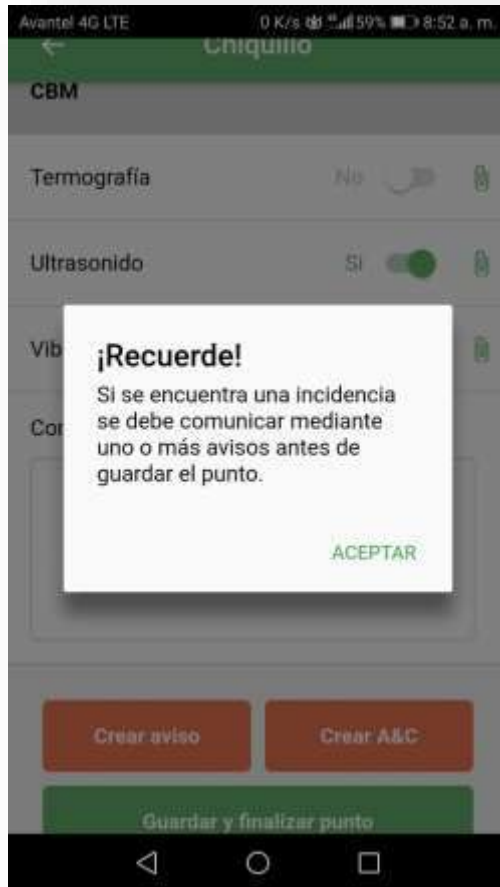 Avantel 4G LTE 0 K/s 59% 8:52 a. m.
Chiquillo
CBM
Termografía No
Ultrasonido Si
Vib
¡Recuerde!
Si se encuentra una incidencia
se debe comunicar mediante
uno o más avisos antes de
guardar el punto.
Com
ACEPTAR
Crear aviso Crear A&C
Guardar y finalizar punto